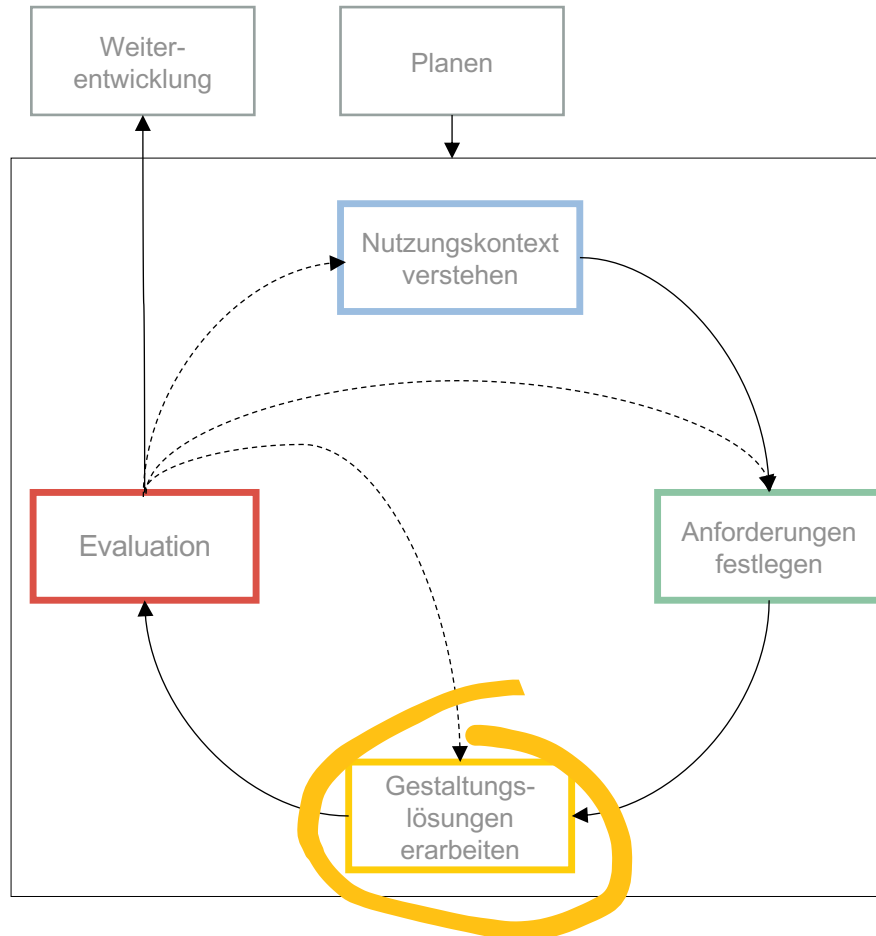 Weiter-
entwicklung
Planen
Nutzungskontext
verstehen
Evaluation
Anforderungen
festlegen
Gestaltungs-
lösungen
erarbeiten